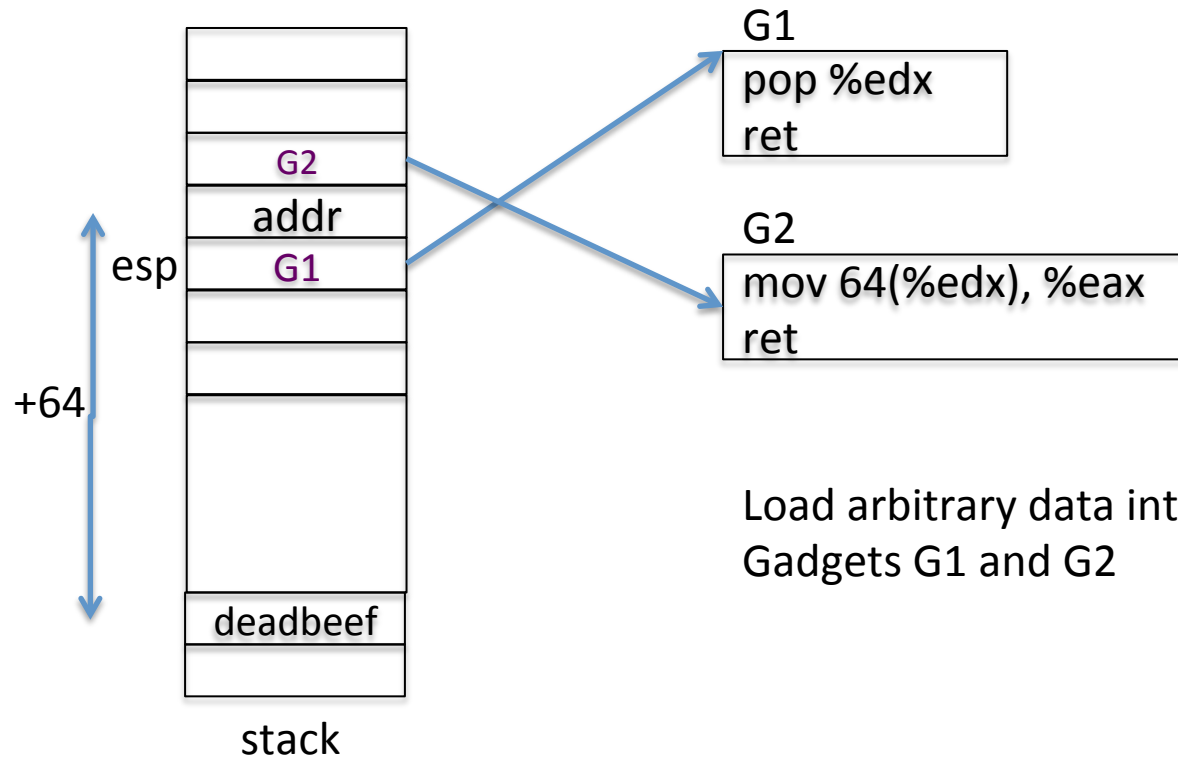 G2
addr
esp
G1
+64
deadbeef
stack
G1
pop %edx
ret
G2
mov 64(%edx), %eax
ret
Load arbitrary data int
Gadgets G1 and G2